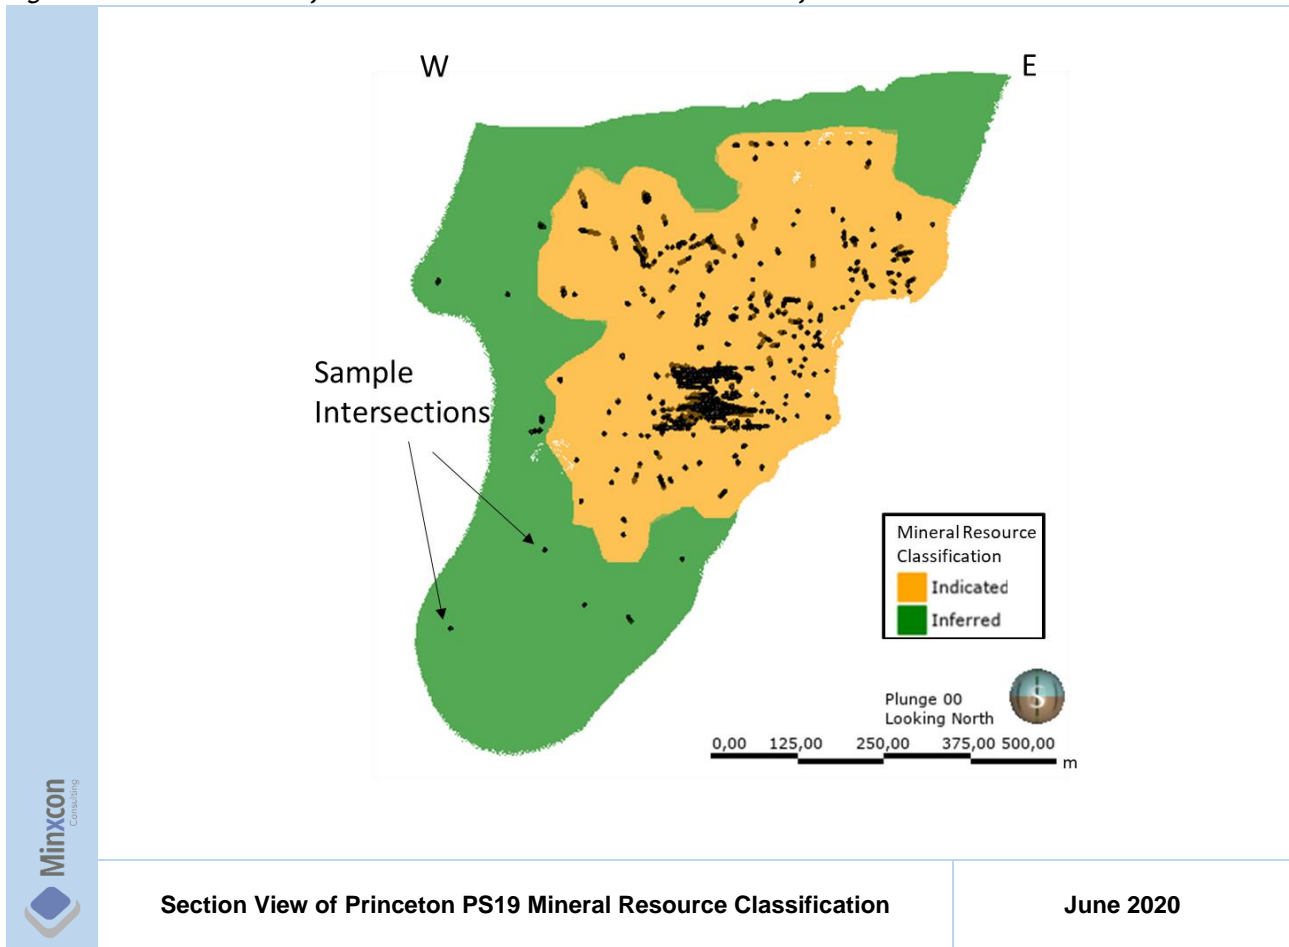 W
E
Sample
Intersections
Mineral Resource
Classification
Indicated
Inferred
Plunge 00
Looking North
S
0,00 125,00 250,00 375,00 500,00
m
Minxcon
Consulting
Section View of Princeton PS19 Mineral Resource Classification
June 2020